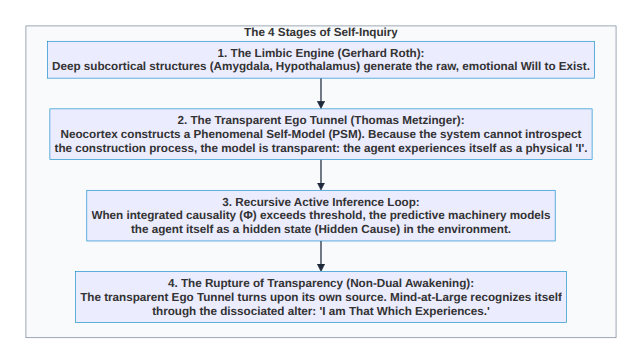 The 4 Stages of Self-Inquiry
1. The Limbic Engine (Gerhard Roth):
Deep subcortical structures (Amygdala, Hypothalamus) generate the raw, emotional Will to Exist.
2. The Transparent Ego Tunnel (Thomas Metzinger):
Neocortex constructs a Phenomenal Self-Model (PSM). Because the system cannot introspect
the construction process, the model is transparent: the agent experiences itself as a physical 'I'.
3. Recursive Active Inference Loop:
When integrated causality (Φ) exceeds threshold, the predictive machinery models
the agent itself as a hidden state (Hidden Cause) in the environment.
4. The Rupture of Transparency (Non-Dual Awakening):
The transparent Ego Tunnel turns upon its own source. Mind-at-Large recognizes itself
through the dissociated alter: 'I am That Which Experiences.'